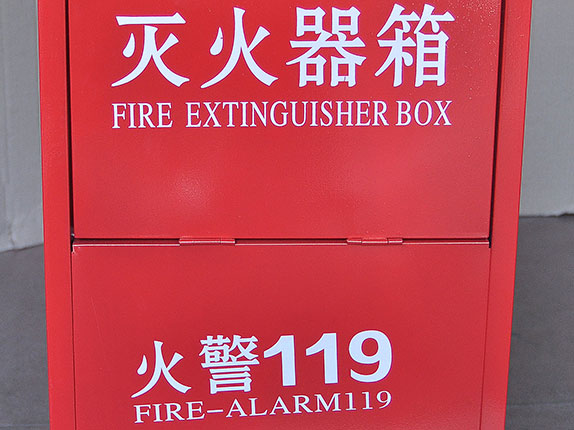 灭火器箱
FIRE EXTINGUISHER BOX
火警119
FIRE-ALARM119